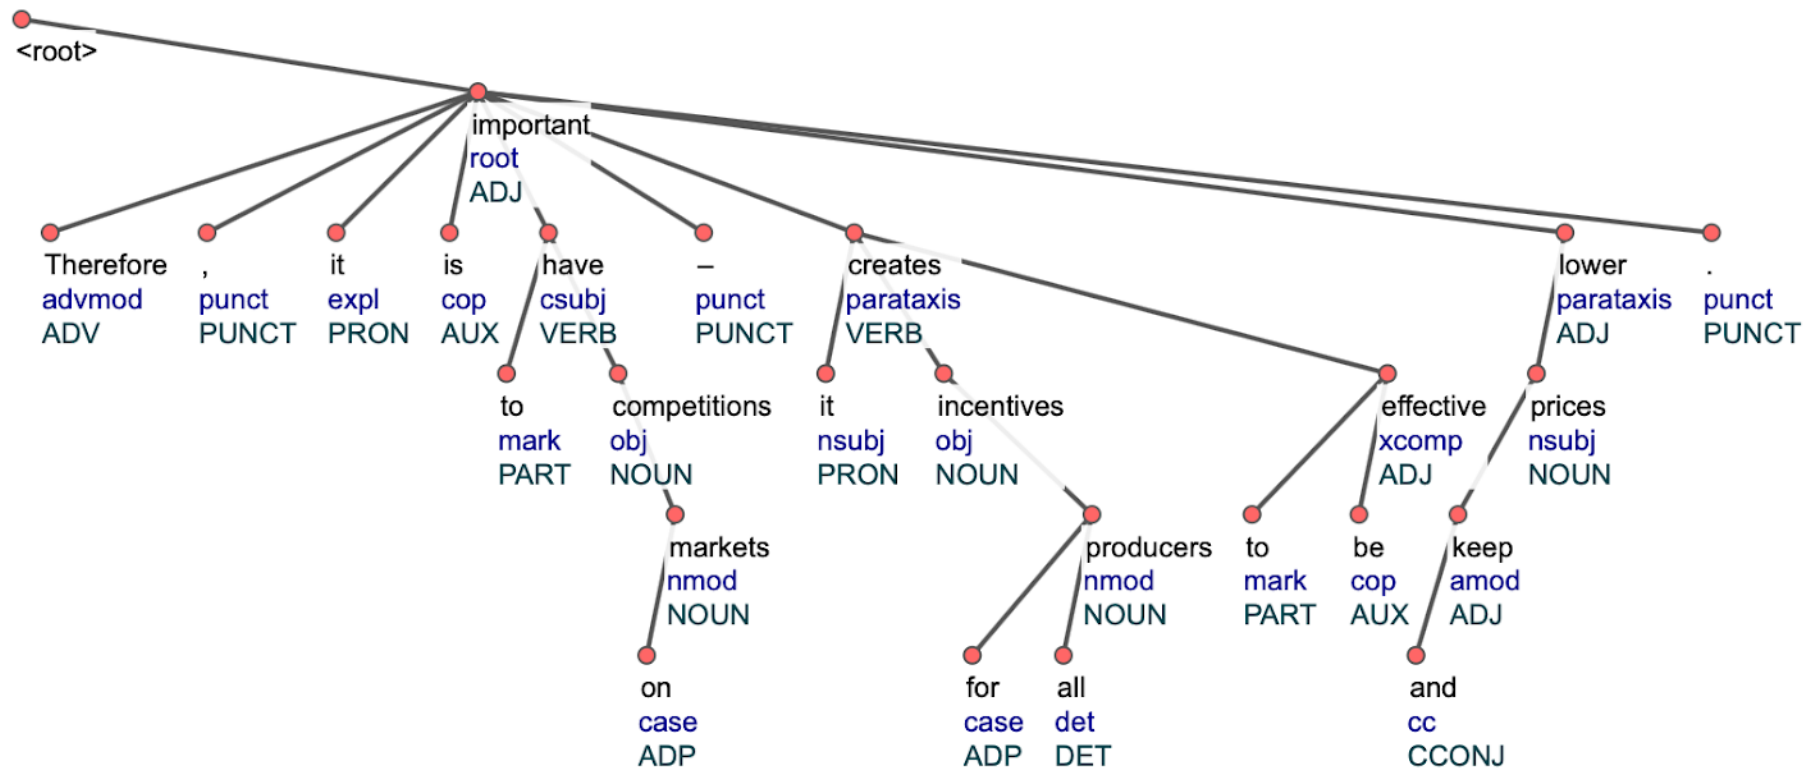 <root>
important
root
ADJ
Therefore , it is have – creates lower .
advmod punct expl cop csubj punct parataxis parataxis punct
ADV PUNCT PRON AUX VERB PUNCT VERB ADJ PUNCT
to competitions it incentives effective prices
mark obj nsubj obj xcomp nsubj
PART NOUN PRON NOUN ADJ NOUN
markets producers to be keep
nmod nmod mark cop amod
NOUN NOUN PART AUX ADJ
on for all and
case case det cc
ADP ADP DET CCONJ